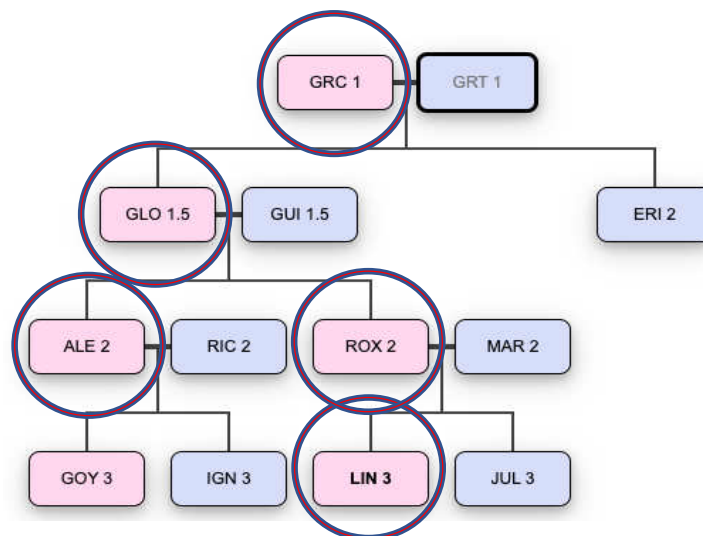 GRC 1
GRT 1
GLO 1.5
GUI 1.5
ERI 2
ALE 2
RIC 2
ROX 2
MAR 2
GOY 3
IGN 3
LIN 3
JUL 3